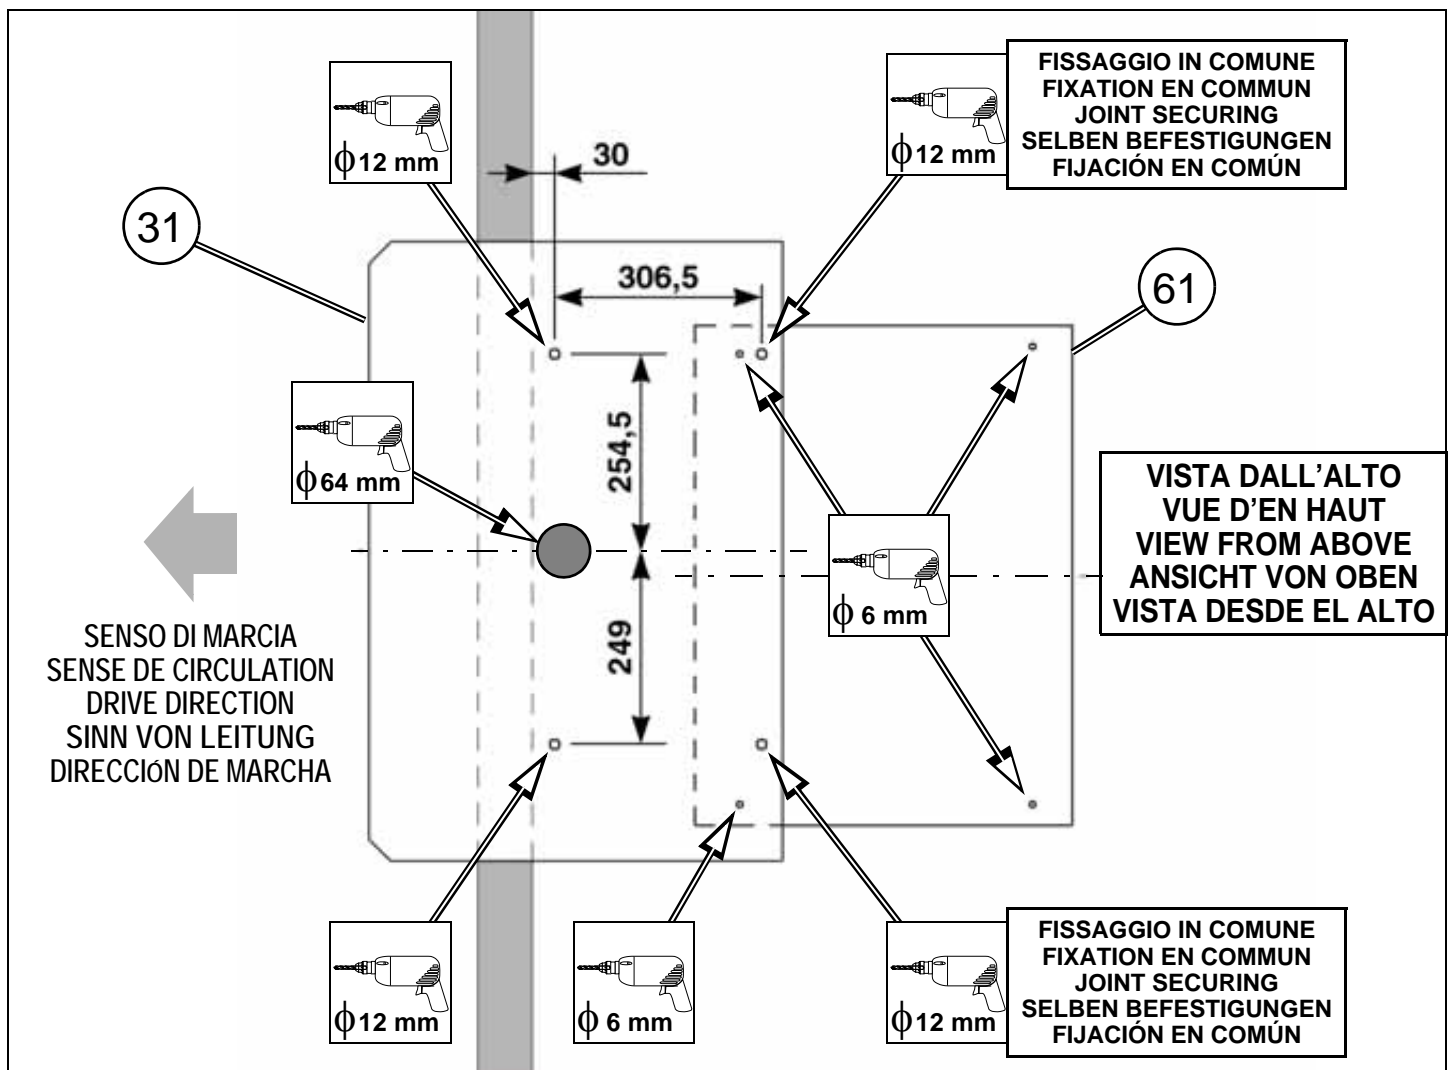 ϕ12 mm
ϕ12 mm
FISSAGGIO IN COMUNE
FIXATION EN COMMUN
JOINT SECURING
SELBEN BEFESTIGUNGEN
FIJACIÓN EN COMÚN
30
31
306,5
61
ϕ64 mm
254,5
VISTA DALL’ALTO
VUE D’EN HAUT
VIEW FROM ABOVE
ANSICHT VON OBEN
VISTA DESDE EL ALTO
ϕ 6 mm
249
SENSO DI MARCIA
SENSE DE CIRCULATION
DRIVE DIRECTION
SINN VON LEITUNG
DIRECCIÓN DE MARCHA
ϕ12 mm
ϕ 6 mm
ϕ12 mm
FISSAGGIO IN COMUNE
FIXATION EN COMMUN
JOINT SECURING
SELBEN BEFESTIGUNGEN
FIJACIÓN EN COMÚN